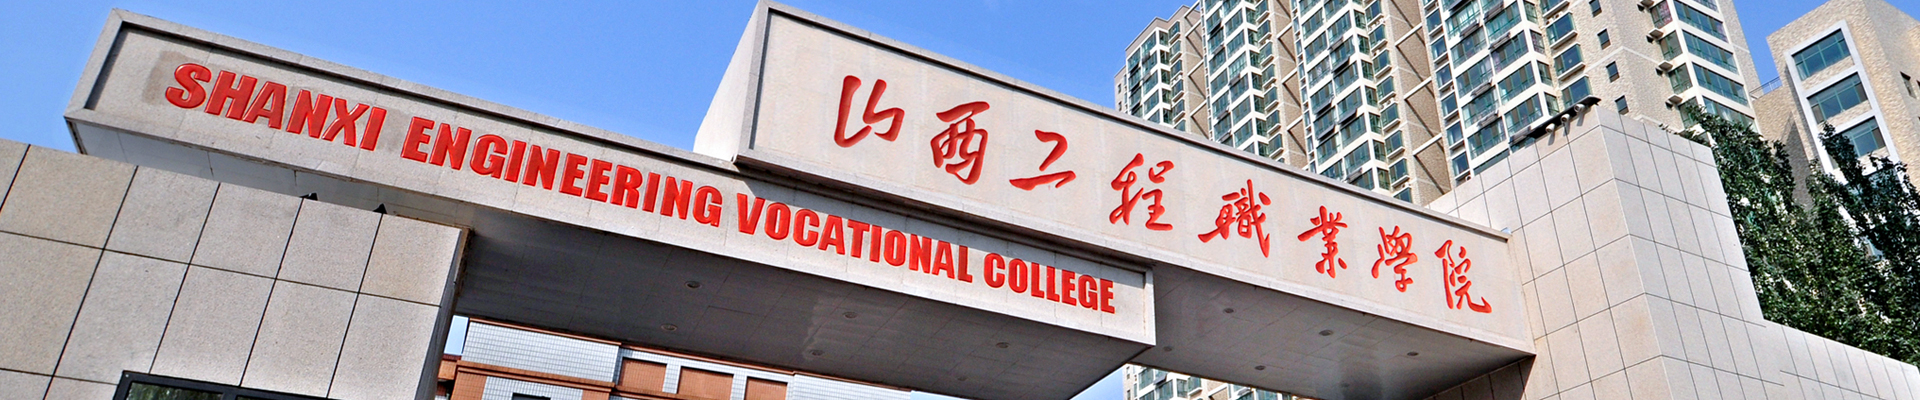 SHANXI ENGINEERING VOCATIONAL COLLEGE
山西工程職業學院